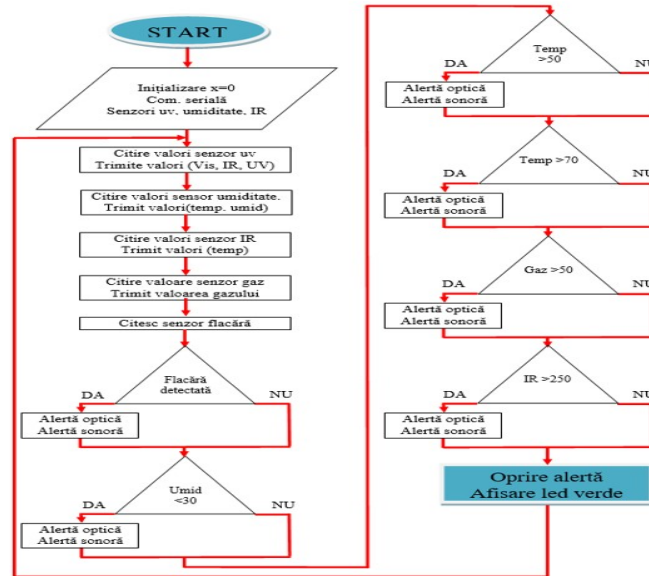 START
Inițializare x=0
Com. serială
Senzori uv, umiditate, IR
Citire valori senzor uv
Trimite valori (Vis, IR, UV)
Citire valori sensor umiditate.
Trimit valori(temp. umid)
Citire valori senzor IR
Trimit valori (temp)
Citire valoare senzor gaz
Trimit valoarea gazului
Citesc senzor flacără
Flacără
detectată
DA
NU
Alertă optică
Alertă sonoră
Umid
<30
DA
NU
Alertă optică
Alertă sonoră
Temp
>50
DA
NU
Alertă optică
Alertă sonoră
Temp >70
DA
NU
Alertă optică
Alertă sonoră
Gaz >50
DA
NU
Alertă optică
Alertă sonoră
IR >250
DA
NU
Alertă optică
Alertă sonoră
Oprire alertă
Afisare led verde